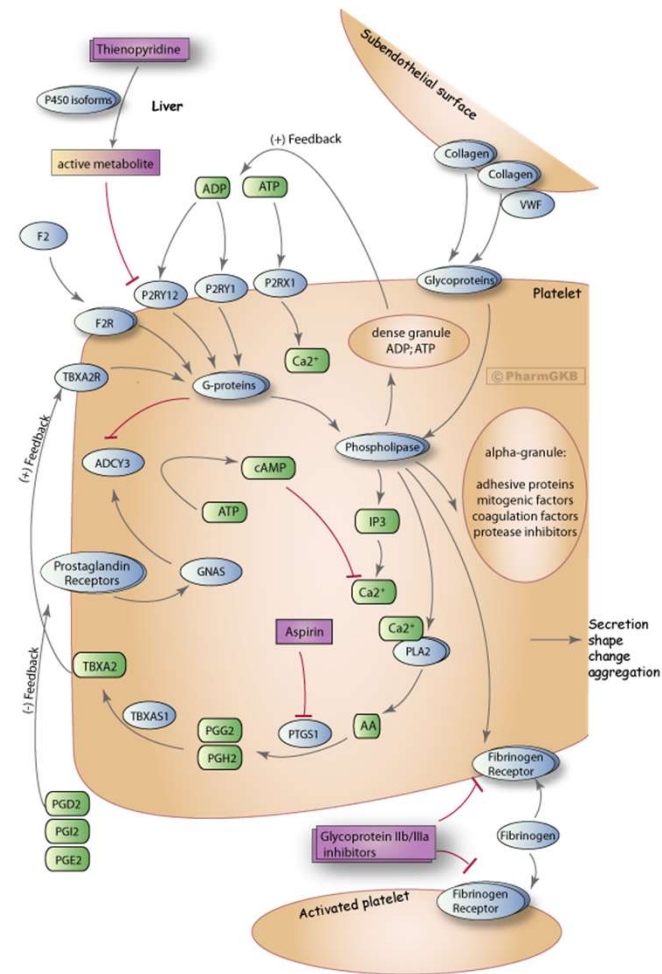 Thienopyridine
P450 isoforms
Liver
active metabolite
Subendothelial surface
Collagen
Collagen
VWF
(+) Feedback
ADP
ATP
F2
P2RY12
P2RY1
P2RX1
Glycoproteins
Platelet
F2R
Ca2+
dense granule
ADP; ATP
© PharmGKB
TBXA2R
G-proteins
(+) Feedback
ADCY3
cAMP
ATP
Phospholipase
alpha-granule:
adhesive proteins
mitogenic factors
coagulation factors
protease inhibitors
IP3
Prostaglandin
Receptors
GNAS
Ca2+
Aspirin
Ca2+
PLA2
Secretion
shape
change
aggregation
(-) Feedback
TBXA2
TBXAS1
PGG2
PGH2
PTGS1
AA
Fibrinogen
Receptor
PGD2
PGI2
PGE2
Glycoprotein IIb/IIIa
inhibitors
Fibrinogen
Activated platelet
Fibrinogen
Receptor